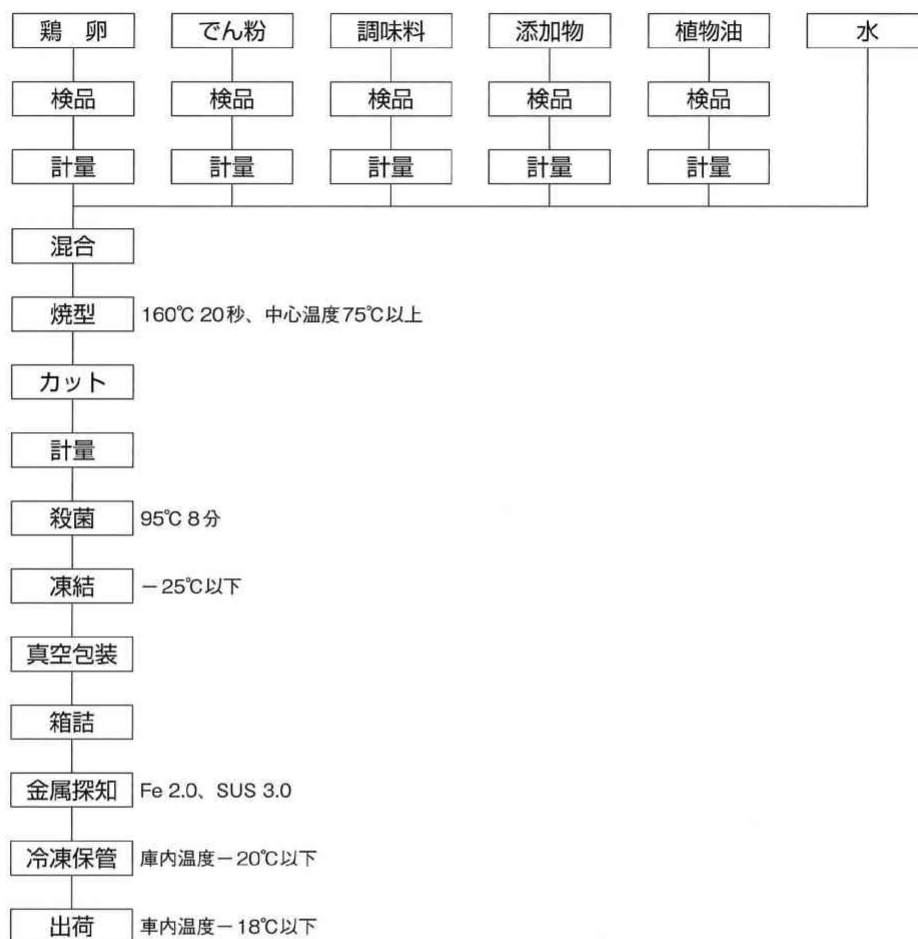 鶏 卵 でん粉 調味料 添加物 植物油 水
検品 検品 検品 検品 検品
計量 計量 計量 計量 計量
混合
焼型 160℃ 20秒、中心温度75℃以上
カット
計量
殺菌 95℃ 8分
凍結 －25℃以下
真空包装
箱詰
金属探知 Fe 2.0、SUS 3.0
冷凍保管 庫内温度－20℃以下
出荷 車内温度－18℃以下